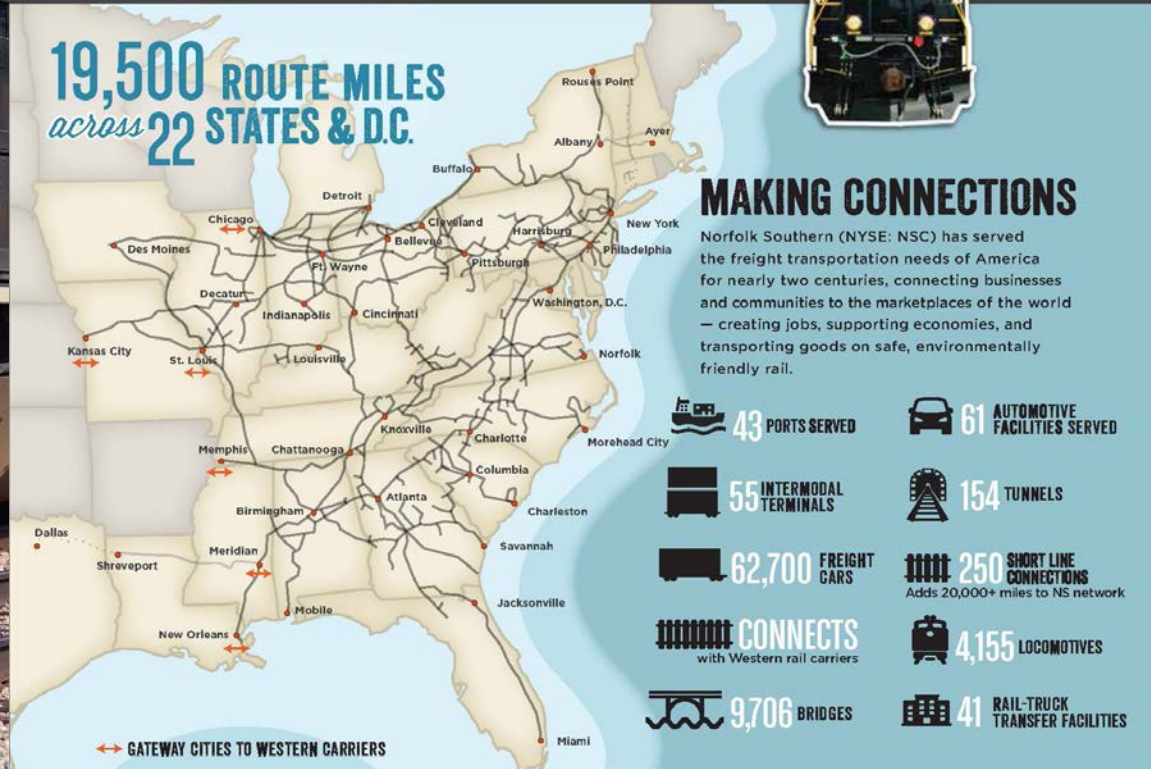 19,500 ROUTE MILES
across 22 STATES & D.C.
Rouses Point
Albany
Ayer
Buffalo
Detroit
Chicago
Cleveland
New York
Harrisburg
Bellevue
Des Moines
Philadelphia
Pittsburgh
Ft. Wayne
Decatur
Washington, D.C.
Indianapolis
Cincinnati
Kansas City
St. Louis
Louisville
Norfolk
Knoxville
Charlotte
Morehead City
Memphis
Chattanooga
Columbia
Atlanta
Birmingham
Charleston
Dallas
Savannah
Meridian
Shreveport
Jacksonville
Mobile
New Orleans
Miami
GATEWAY CITIES TO WESTERN CARRIERS
MAKING CONNECTIONS
Norfolk Southern (NYSE: NSC) has served
the freight transportation needs of America
for nearly two centuries, connecting businesses
and communities to the marketplaces of the world
— creating jobs, supporting economies, and
transporting goods on safe, environmentally
friendly rail.
43 PORTS SERVED
61 AUTOMOTIVE
FACILITIES SERVED
55 INTERMODAL
TERMINALS
154 TUNNELS
62,700 FREIGHT
CARS
250 SHORT LINE
CONNECTIONS
Adds 20,000+ miles to NS network
CONNECTS
with Western rail carriers
4,155 LOCOMOTIVES
9,706 BRIDGES
41 RAIL-TRUCK
TRANSFER FACILITIES